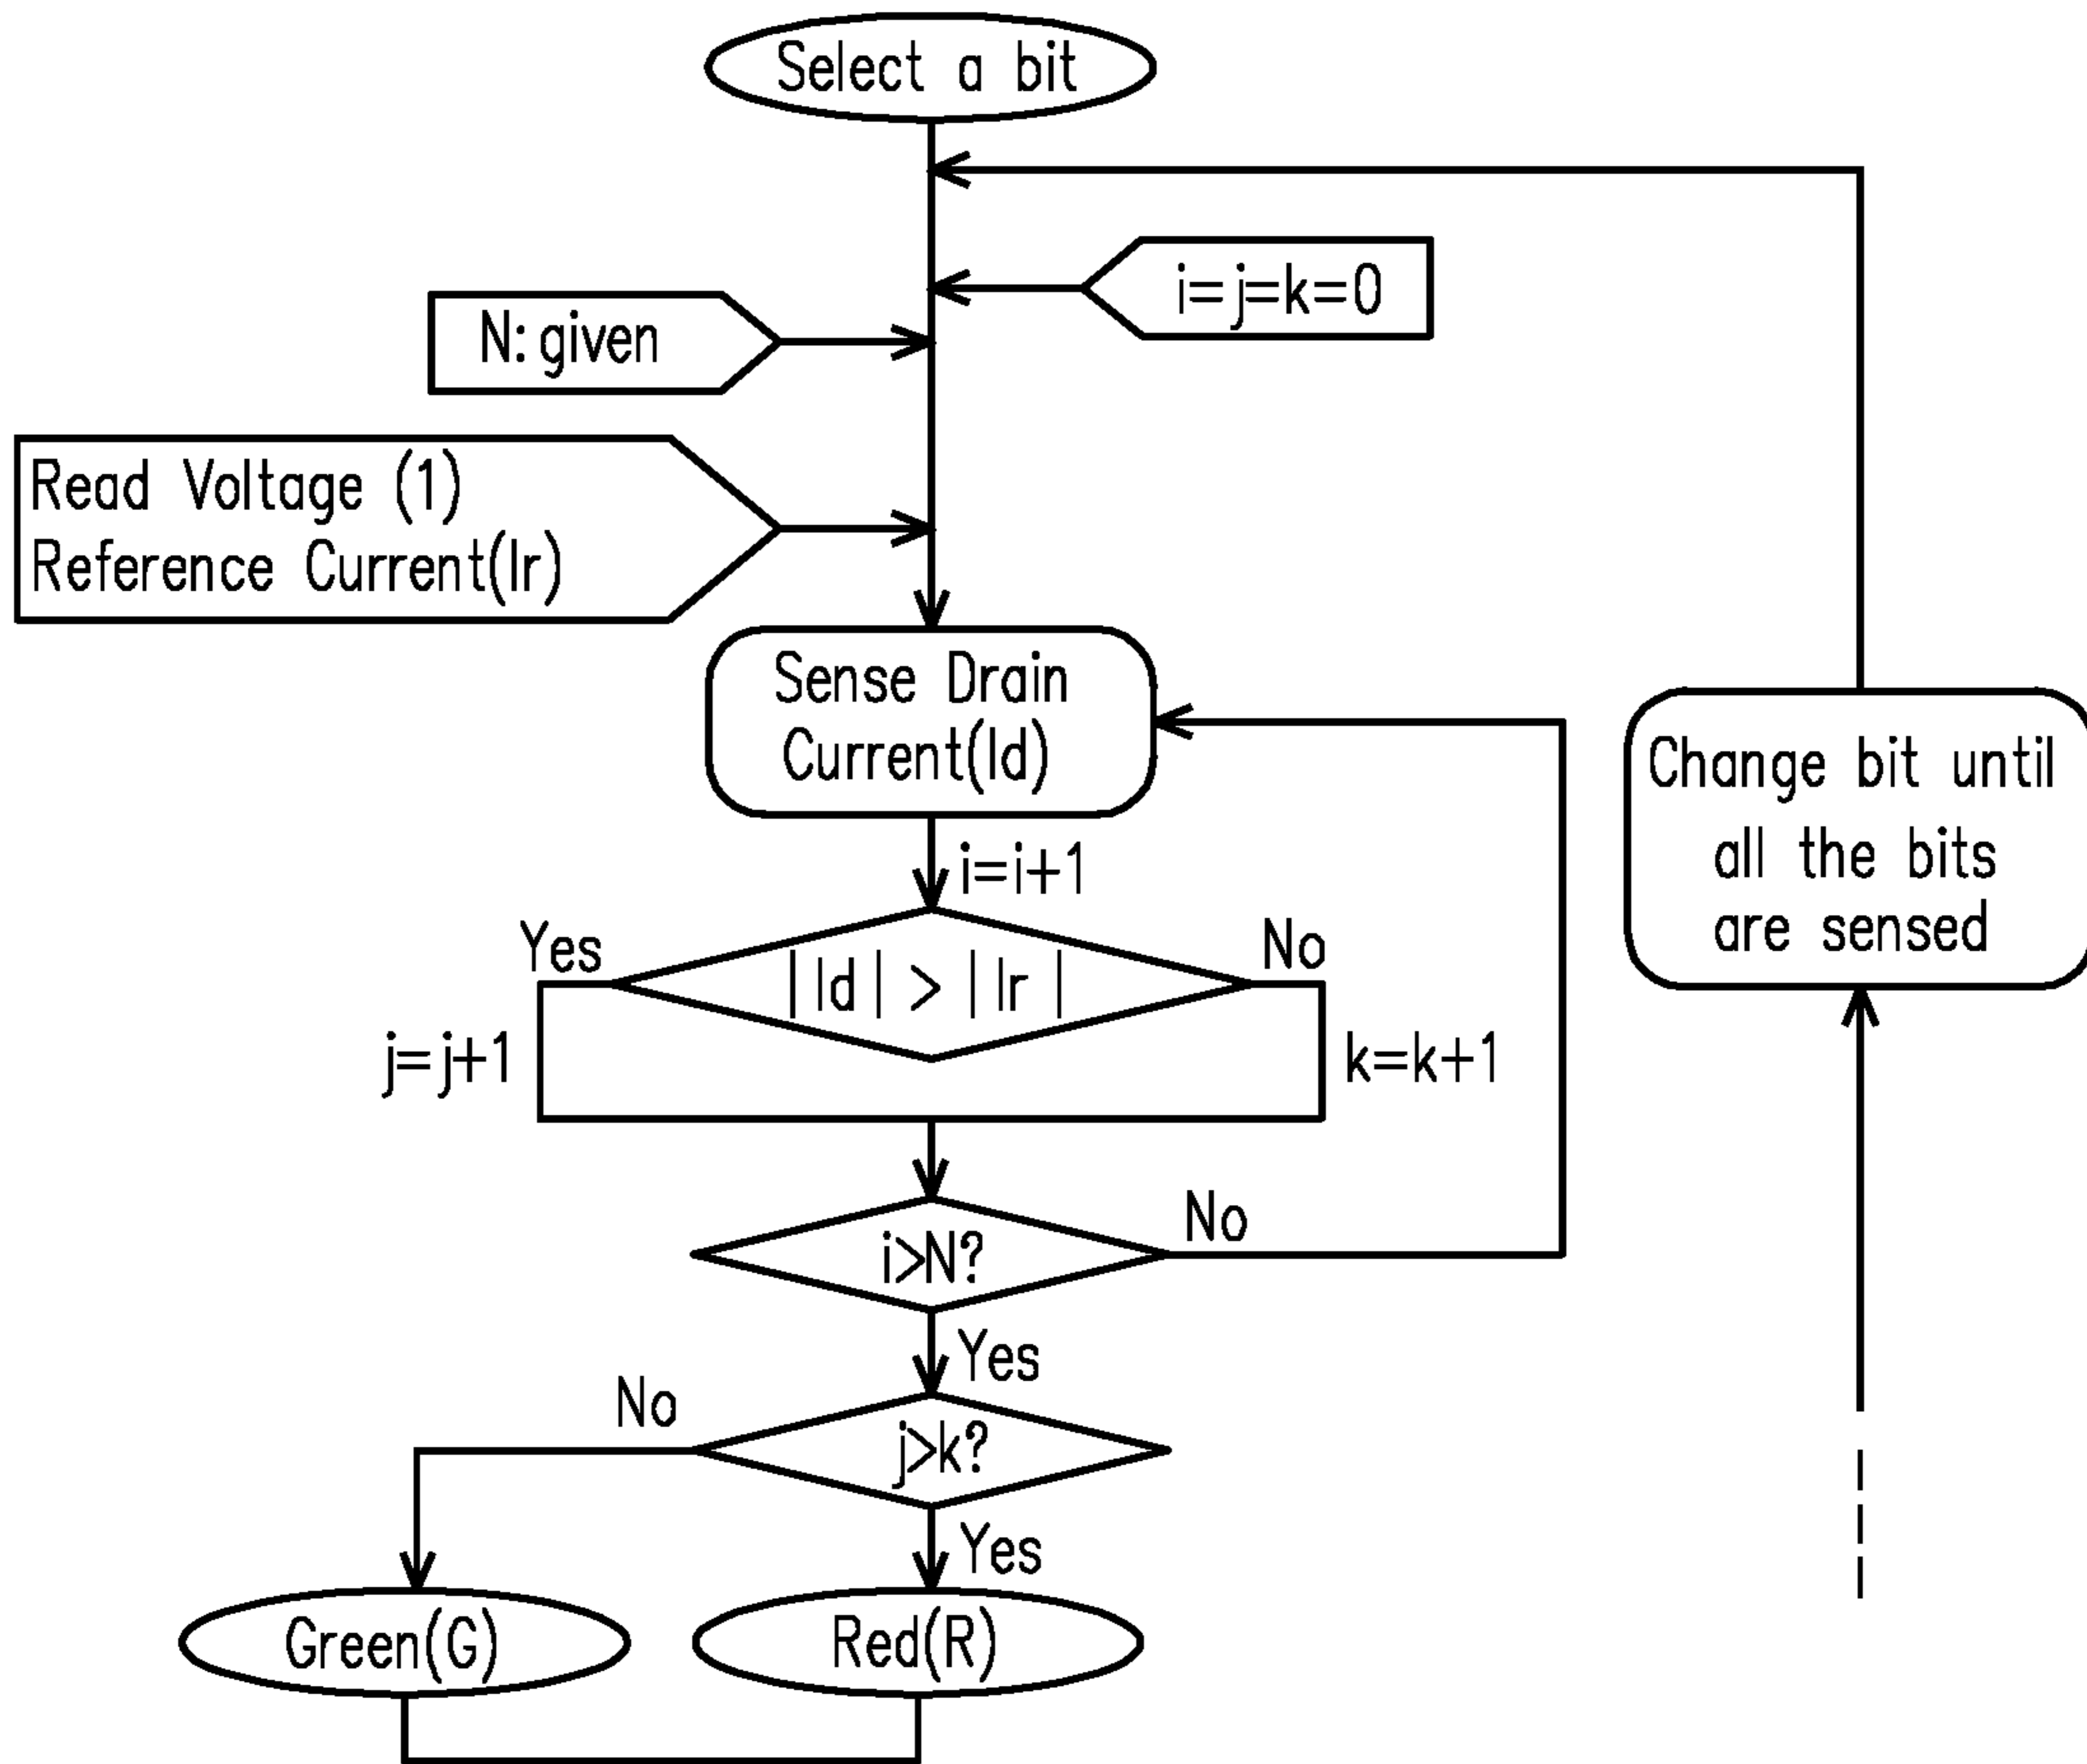 Select a bit
i=j=k=0
N:given
Read Voltage (1)
Reference Current(Ir)
Sense Drain
Current(Id)
Change bit until
all the bits
are sensed
i=i+1
Yes
No
|Id| > |Ir|
j=j+1
k=k+1
No
i>N?
Yes
No
j>k?
Yes
Green(G)
Red(R)